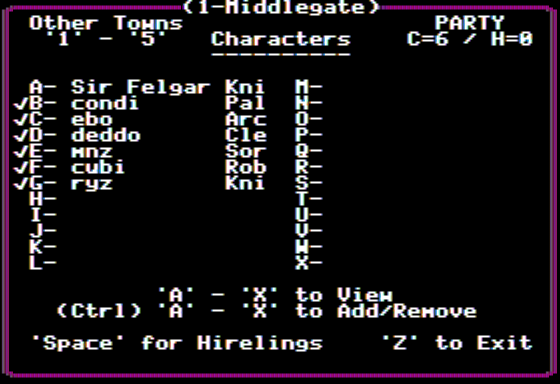 (1-Middlegate)
Other Towns PARTY
'1' - '5' Characters C=6 / H=0
----------
A- Sir Felgar Kni M-
√B- condi Pal N-
√C- ebo Arc O-
√D- deddo Cle P-
√E- mnz Sor Q-
√F- cubi Rob R-
√G- ryz Kni S-
H- T-
I- U-
J- V-
K- W-
L- X-
'A' - 'X' to View
(Ctrl) 'A' - 'X' to Add/Remove
'Space' for Hirelings 'Z' to Exit